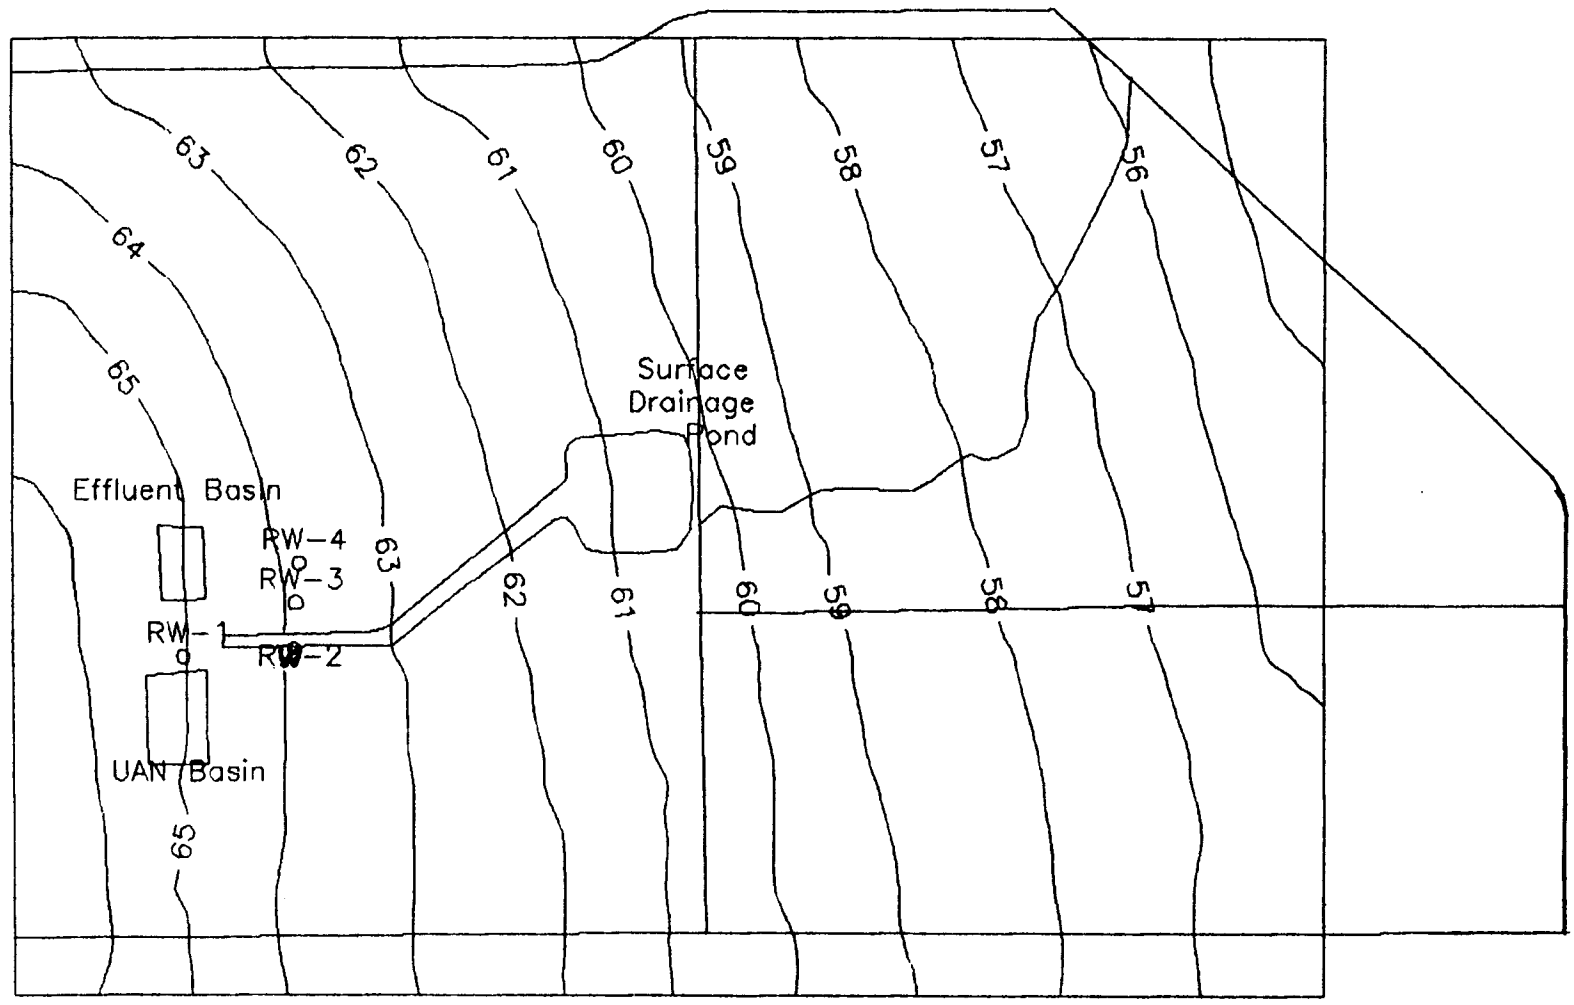 63
62
61
60
59
58
57
56
64
65
Surface
Drainage
Pond
Effluent Basin
RW-4
63
RW-3
62
61
60
59
58
57
RW-1
RW-2
UAN Basin
65